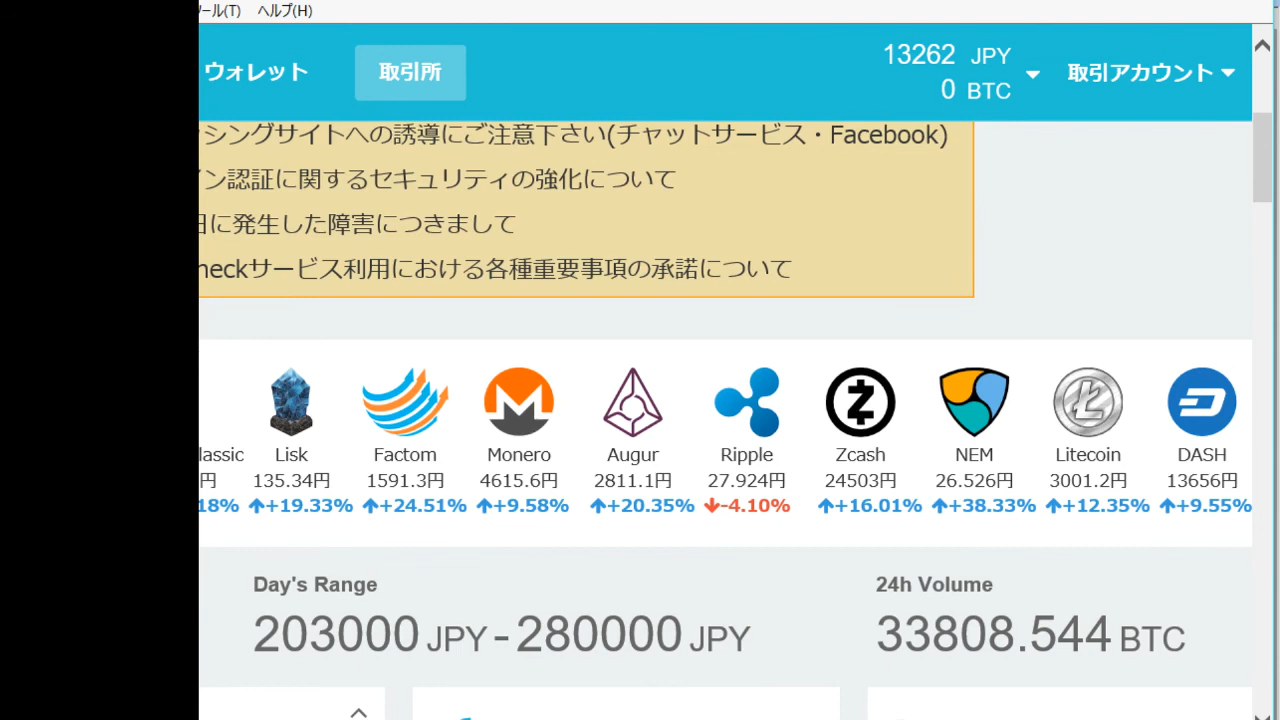 ツール(T) ヘルプ(H)
ウォレット 取引所 13262 JPY 取引アカウント
0 BTC
ッシングサイトへの誘導にご注意下さい(チャットサービス・Facebook)
イン認証に関するセキュリティの強化について
日に発生した障害につきまして
heckサービス利用における各種重要事項の承諾について
lassic Lisk Factom Monero Augur Ripple Zcash NEM Litecoin DASH
円 135.34円 1591.3円 4615.6円 2811.1円 27.924円 24503円 26.526円 3001.2円 13656円
18% +19.33% +24.51% +9.58% +20.35% -4.10% +16.01% +38.33% +12.35% +9.55%
Day's Range 24h Volume
203000 JPY - 280000 JPY 33808.544 BTC